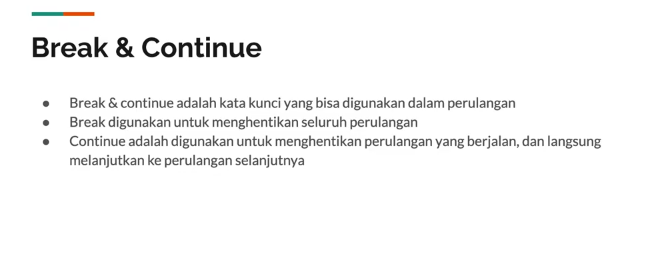 Break & Continue
● Break & continue adalah kata kunci yang bisa digunakan dalam perulangan
● Break digunakan untuk menghentikan seluruh perulangan
● Continue adalah digunakan untuk menghentikan perulangan yang berjalan, dan langsung
melanjutkan ke perulangan selanjutnya